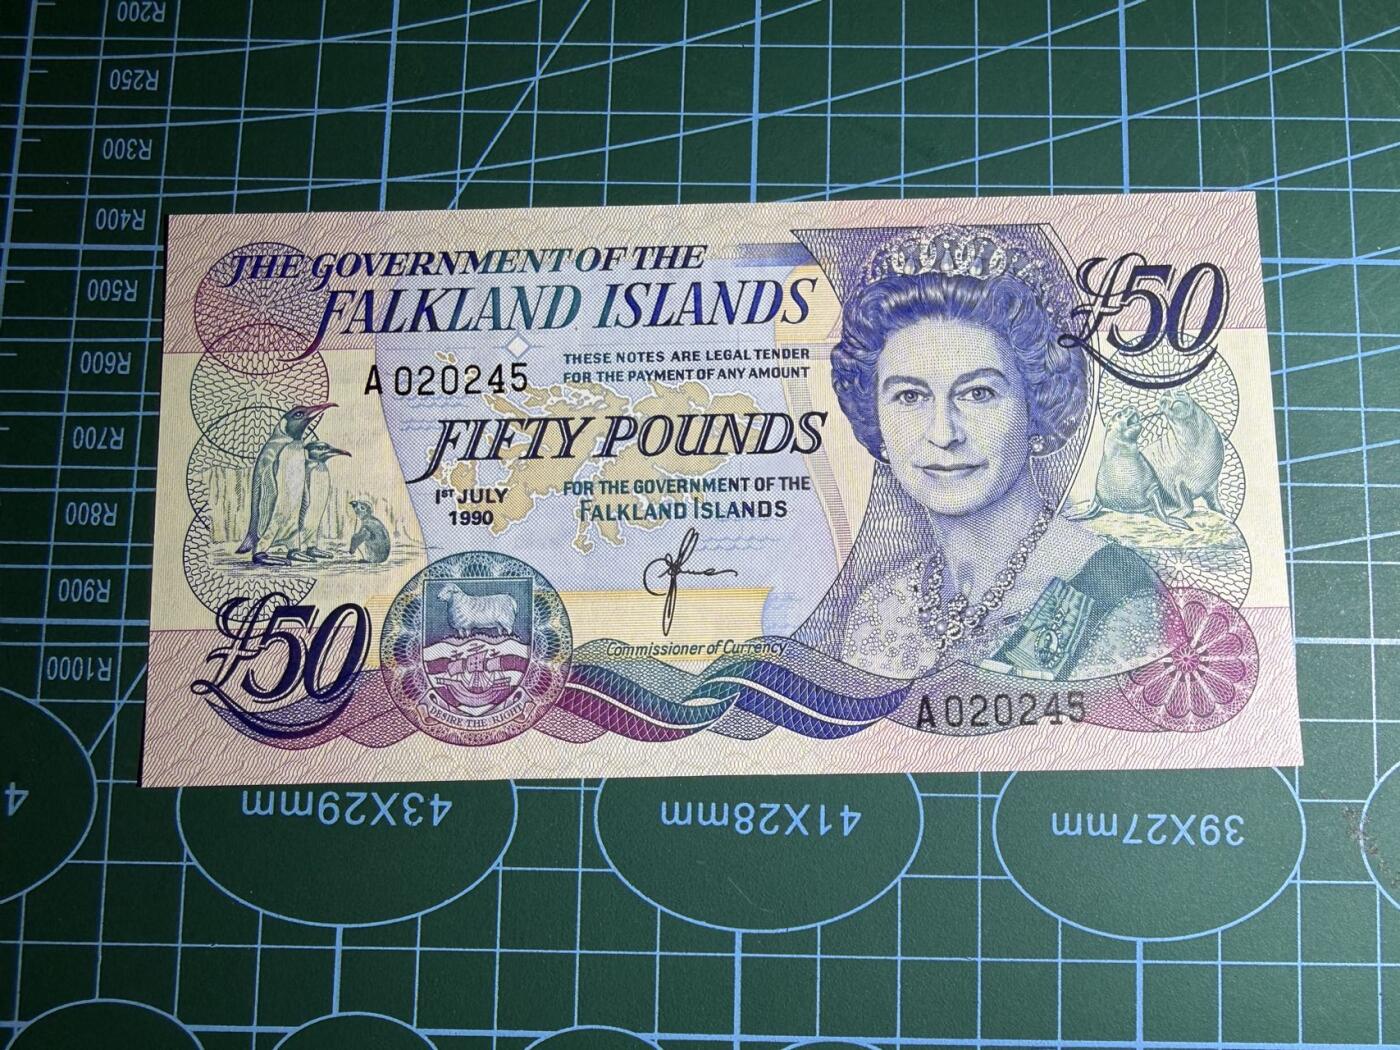 R200
R250
R300
R400
R500
R600
R700
R800
R900
R1000
THE GOVERNMENT OF THE
FALKLAND ISLANDS
£50
THESE NOTES ARE LEGAL TENDER
FOR THE PAYMENT OF ANY AMOUNT
A 020245
FIFTY POUNDS
1ST JULY
1990
FOR THE GOVERNMENT OF THE
FALKLAND ISLANDS
Commissioner of Currency
£50
DESIRE THE RIGHT
A 020245
4
43X29mm
41X28mm
39X27mm